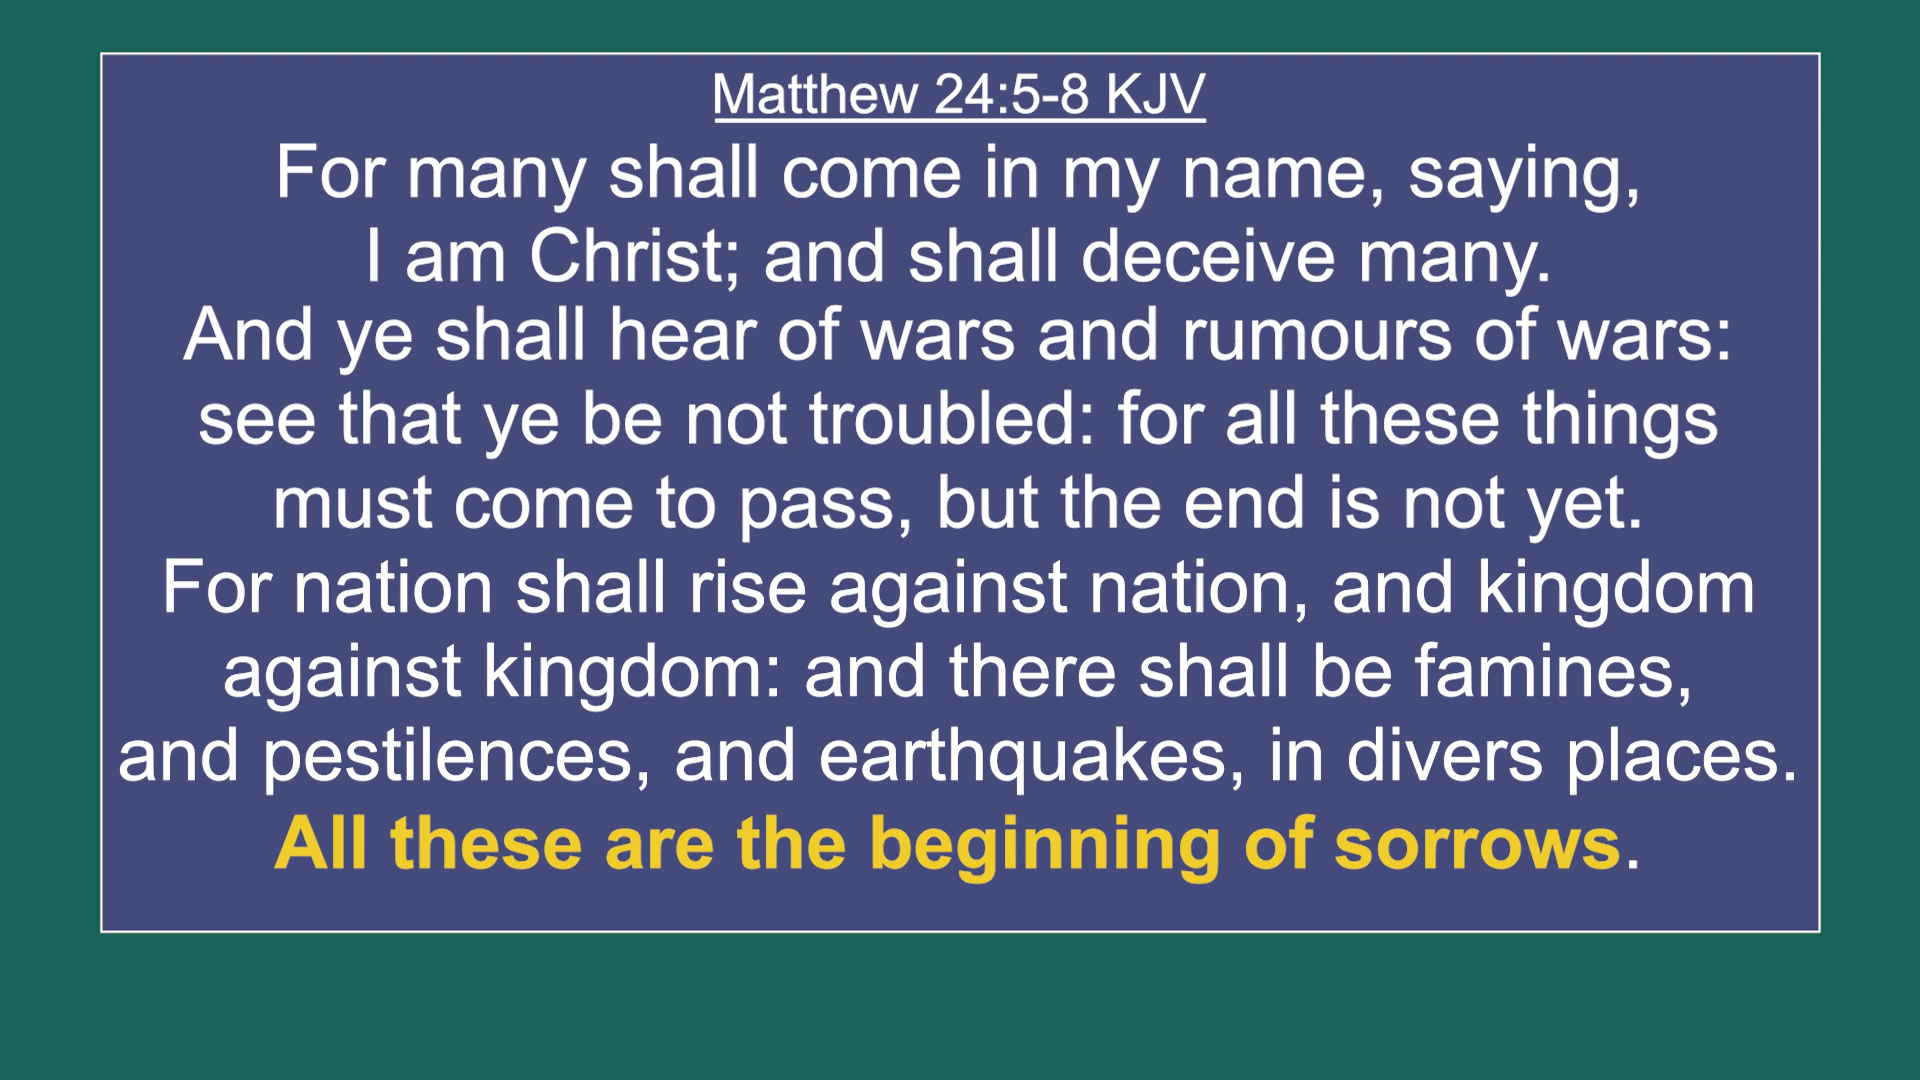 Matthew 24:5-8 KJV
For many shall come in my name, saying,
I am Christ; and shall deceive many.
And ye shall hear of wars and rumours of wars:
see that ye be not troubled: for all these things
must come to pass, but the end is not yet.
For nation shall rise against nation, and kingdom
against kingdom: and there shall be famines,
and pestilences, and earthquakes, in divers places.
All these are the beginning of sorrows.